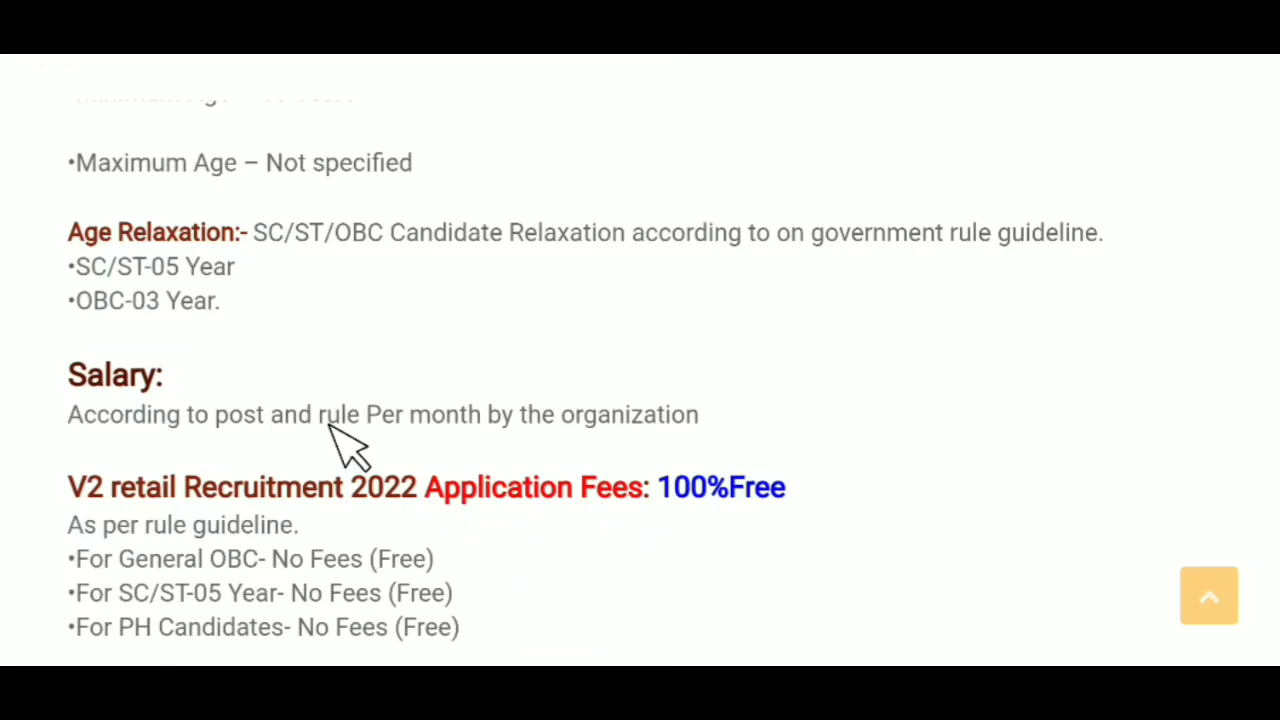 •Maximum Age – Not specified
Age Relaxation:- SC/ST/OBC Candidate Relaxation according to on government rule guideline.
•SC/ST-05 Year
•OBC-03 Year.
Salary:
According to post and rule Per month by the organization
V2 retail Recruitment 2022 Application Fees: 100%Free
As per rule guideline.
•For General OBC- No Fees (Free)
•For SC/ST-05 Year- No Fees (Free)
•For PH Candidates- No Fees (Free)